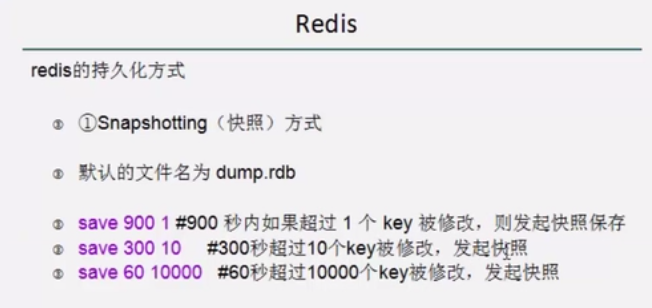 Redis
redis的持久化方式
①Snapshotting（快照）方式
默认的文件名为 dump.rdb
save 900 1 #900 秒内如果超过 1 个 key 被修改，则发起快照保存
save 300 10 #300秒超过10个key被修改，发起快照
save 60 10000 #60秒超过10000个key被修改，发起快照